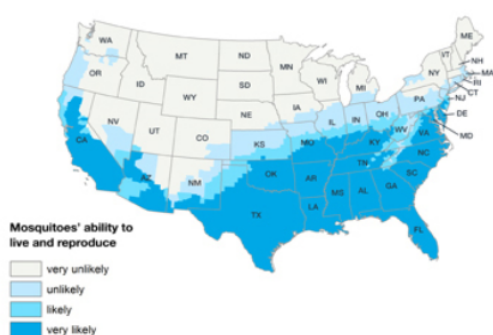 WA
ME
MT
ND
VT
NH
OR
MN
MA
ID
SD
WI
NY
RI
WY
MI
CT
IA
PA
NJ
NE
NV
OH
IL
IN
DE
UT
CO
WV
MD
CA
KS
MO
VA
KY
NC
TN
AZ
NM
OK
AR
SC
MS
AL
GA
TX
LA
FL
Mosquitoes' ability to
live and reproduce
very unlikely
unlikely
likely
very likely